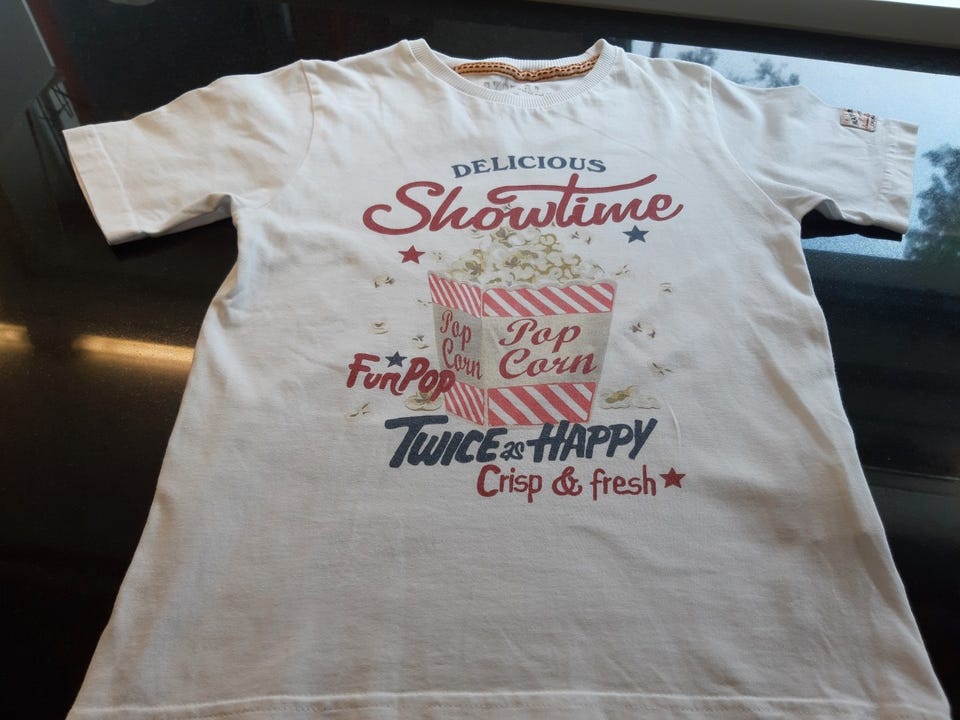 DELICIOUS
Showtime
Pop
Corn
Pop
Corn
FunPop
TWICE as HAPPY
Crisp & fresh